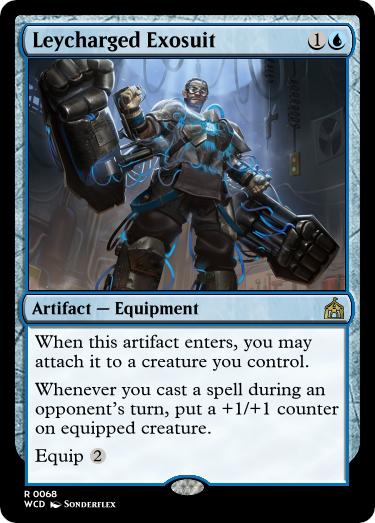 Leycharged Exosuit 1
Artifact — Equipment
When this artifact enters, you may
attach it to a creature you control.
Whenever you cast a spell during an
opponent's turn, put a +1/+1 counter
on equipped creature.
Equip 2
R 0068
WCD Sonderflex